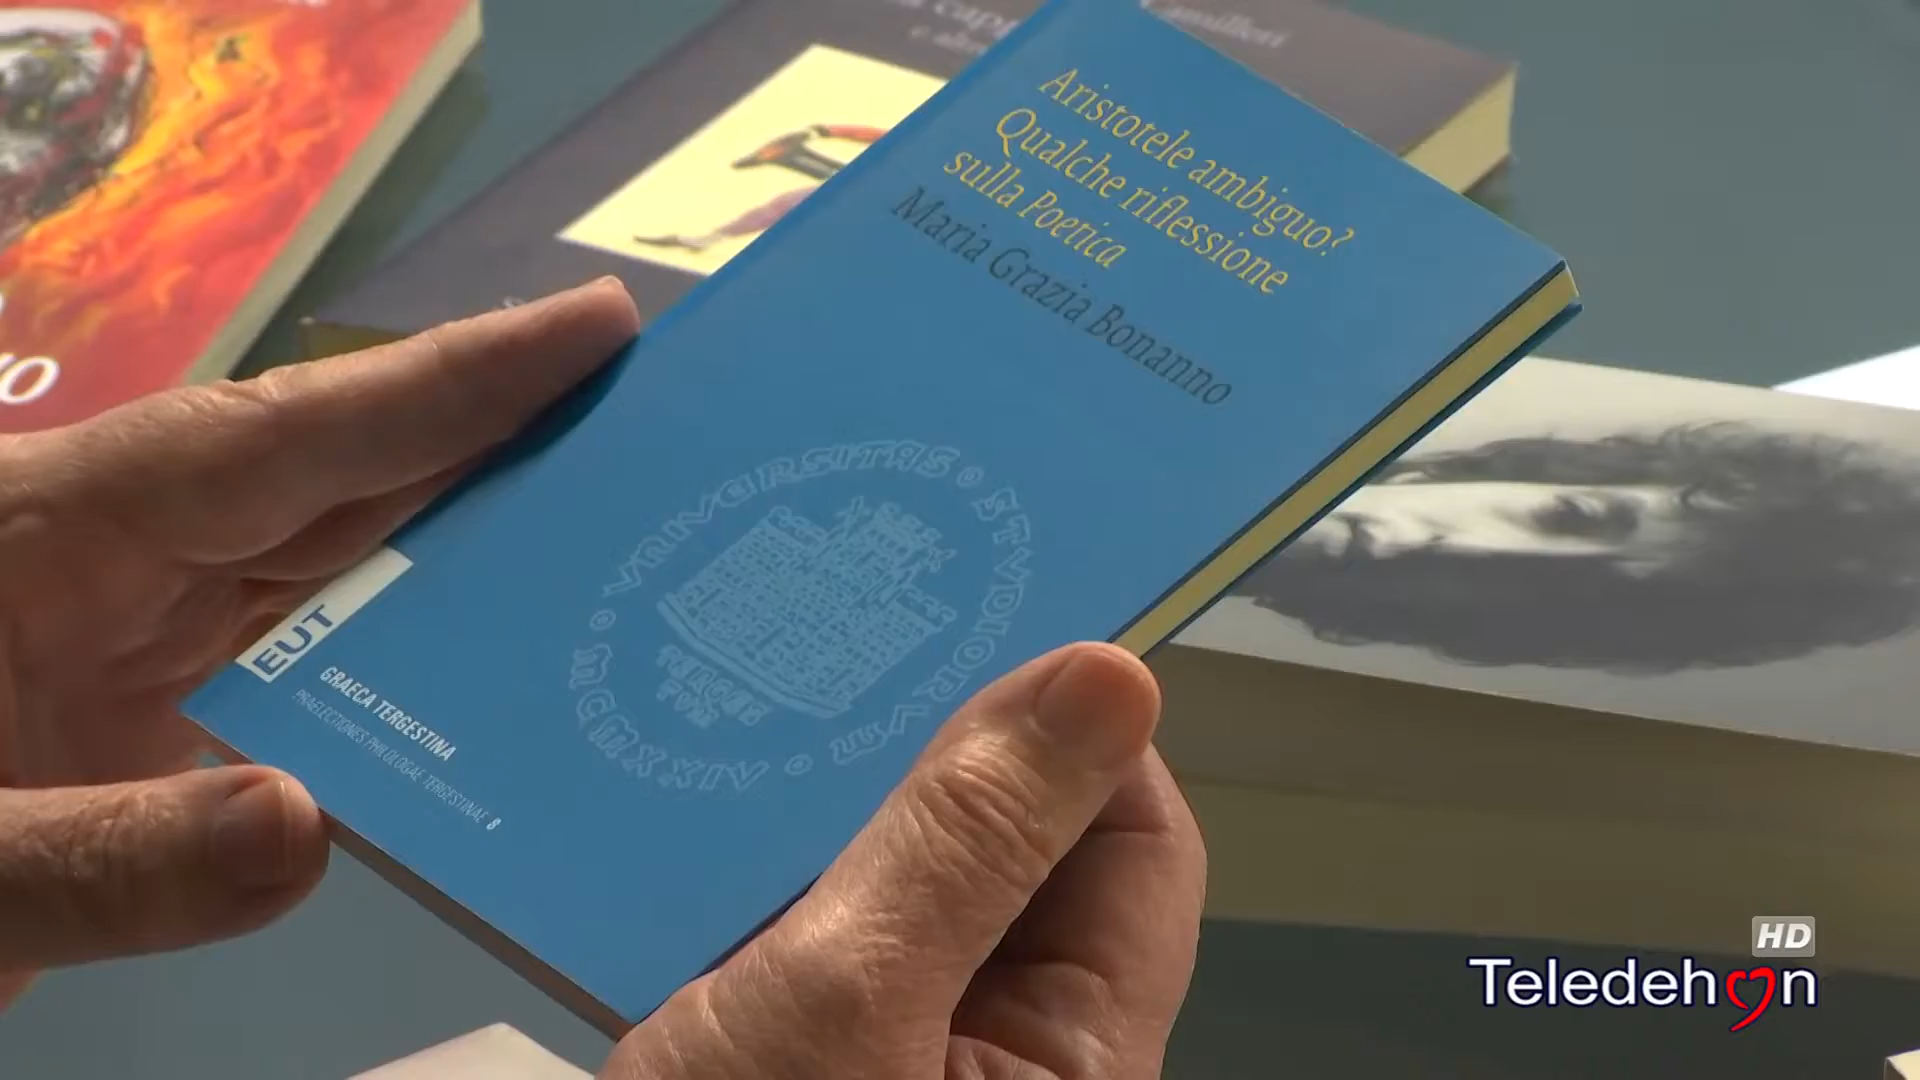 Camilleri
Aristotele ambiguo?
Qualche riflessione
sulla Poetica
Maria Grazia Bonanno
VNIVERSITAS STVDIORVM
MCMXXIV
EUT
GRAECA TERGESTINA
PRAELECTIONES PHILOLOGAE TERGESTINAE 8
HD
Teledehon